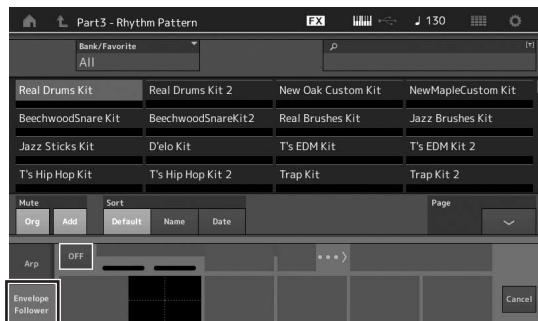 Part3 - Rhythm Pattern FX 130
Bank/Favorite
All
Real Drums Kit Real Drums Kit 2 New Oak Custom Kit NewMapleCustom Kit
BeechwoodSnare Kit BeechwoodSnareKit2 Real Brushes Kit Jazz Brushes Kit
Jazz Sticks Kit D'elo Kit T's EDM Kit T's EDM Kit 2
T's Hip Hop Kit T's Hip Hop Kit 2 Trap Kit Trap Kit 2
Mute Sort Page
Org Add Default Name Date
Arp OFF
Envelope
Follower
Cancel